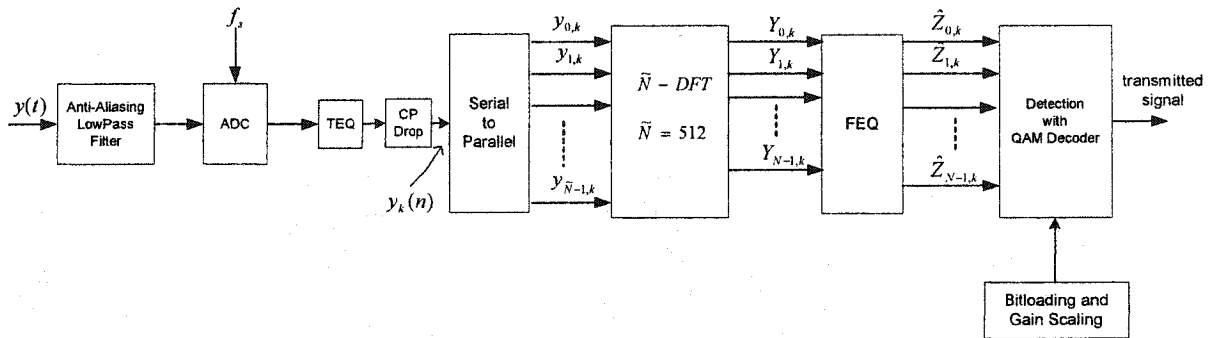 f_s
y(t)
Anti-Aliasing
LowPass
Filter
ADC
TEQ
CP
Drop
y_k(n)
Serial
to
Parallel
y_{0,k}
y_{1,k}
y_{Ñ-1,k}
Ñ - DFT
Ñ = 512
Y_{0,k}
Y_{1,k}
Y_{N-1,k}
FEQ
Ẑ_{0,k}
Ẑ_{1,k}
Ẑ_{N-1,k}
Detection
with
QAM Decoder
transmitted
signal
Bitloading and
Gain Scaling